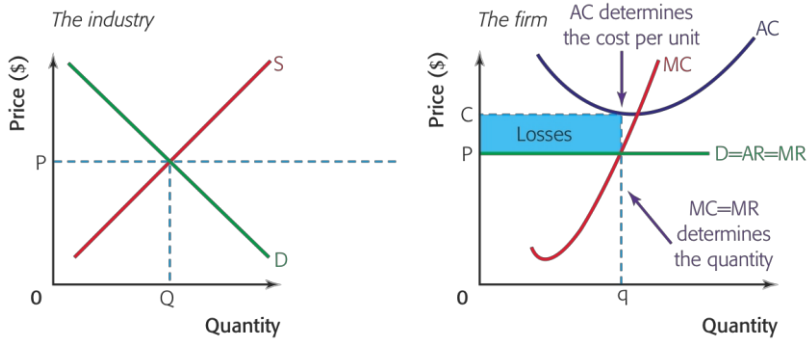 The industry
Price ($)
S
P
D
0
Q
Quantity
The firm
AC determines
the cost per unit
Price ($)
AC
MC
C
Losses
P
D=AR=MR
MC=MR
determines
the quantity
0
q
Quantity